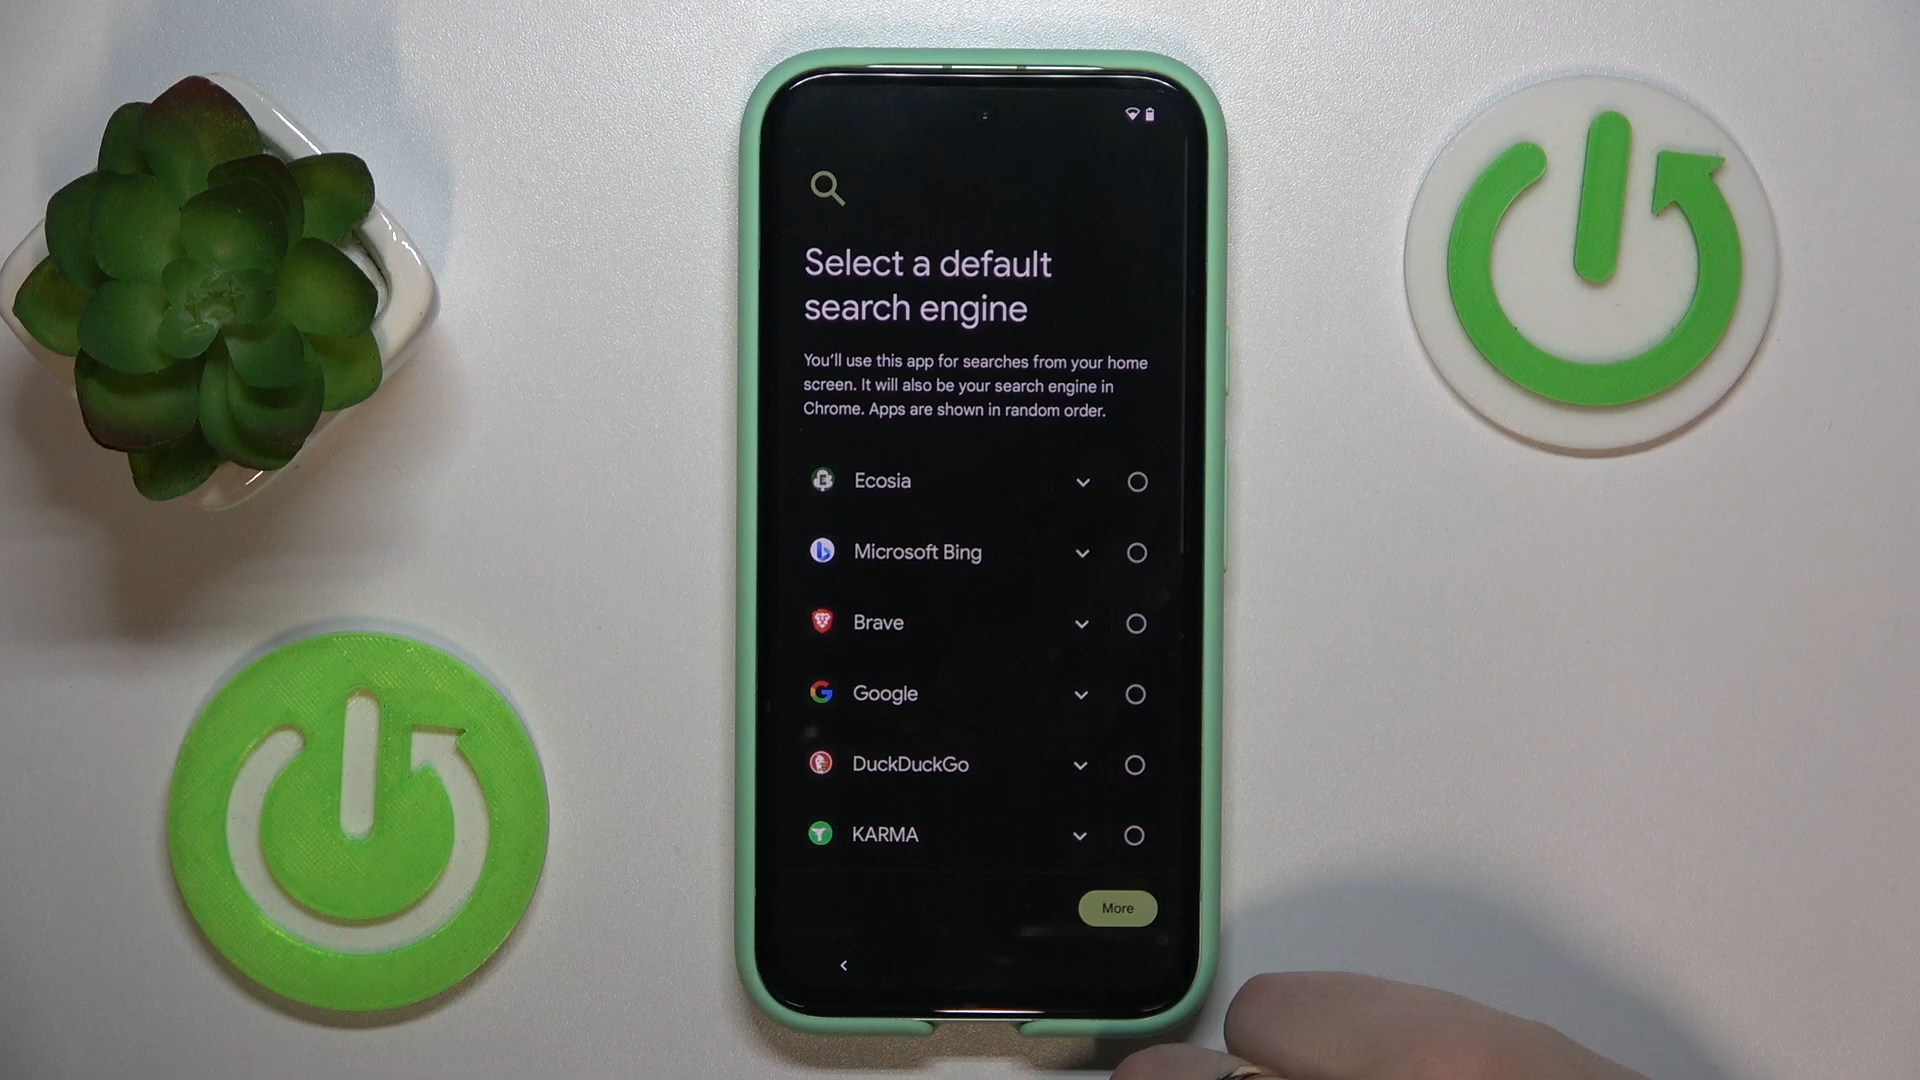 Select a default
search engine
You'll use this app for searches from your home
screen. It will also be your search engine in
Chrome. Apps are shown in random order.
Ecosia
Microsoft Bing
Brave
Google
DuckDuckGo
KARMA
More